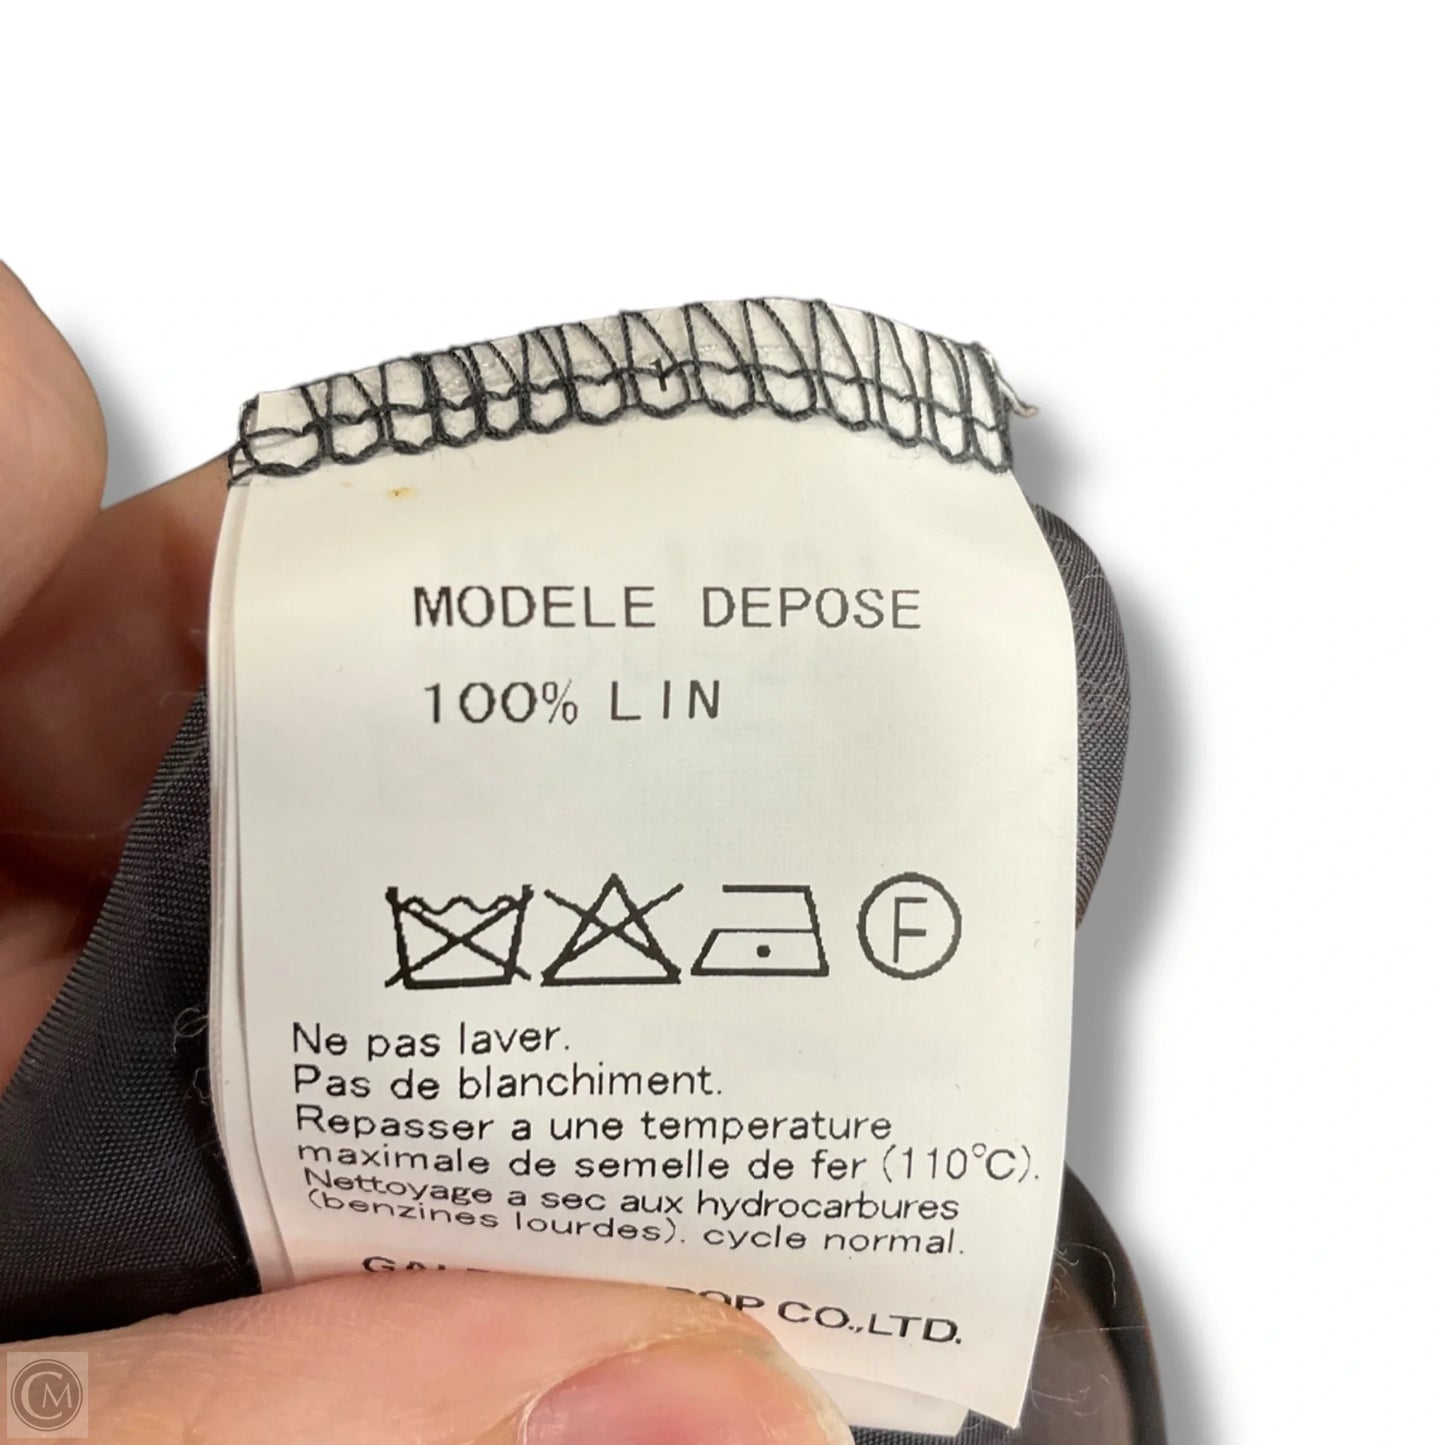 MODELE DEPOSE
100% LIN
F
Ne pas laver.
Pas de blanchiment.
Repasser a une temperature
maximale de semelle de fer (110°C).
Nettoyage a sec aux hydrocarbures
(benzines lourdes). cycle normal.
CO.,LTD.
CM